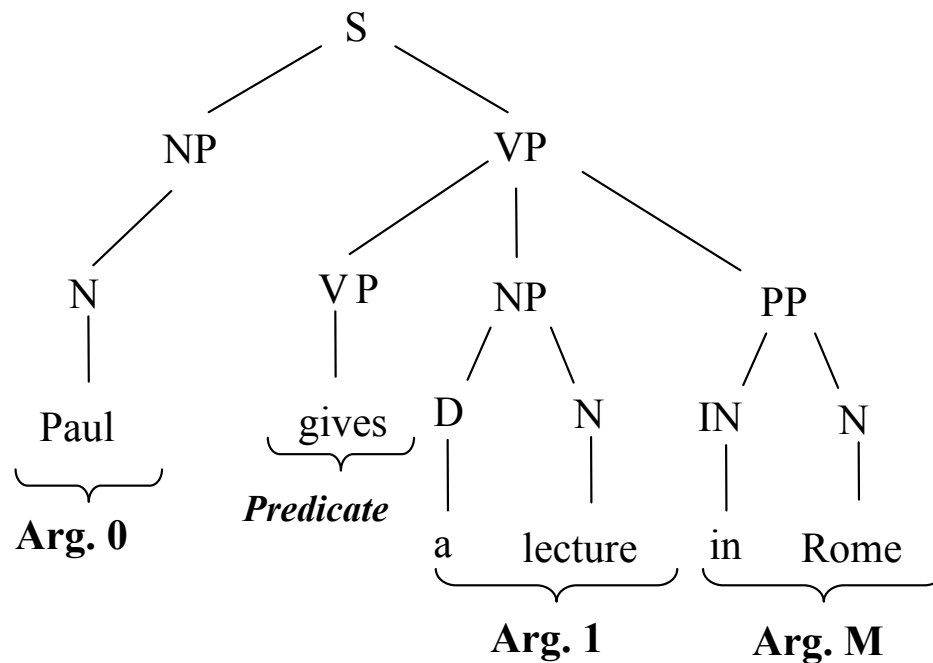 S
NP VP
N V P NP PP
Paul gives D N IN N
Arg. 0 Predicate a lecture in Rome
Arg. 1 Arg. M